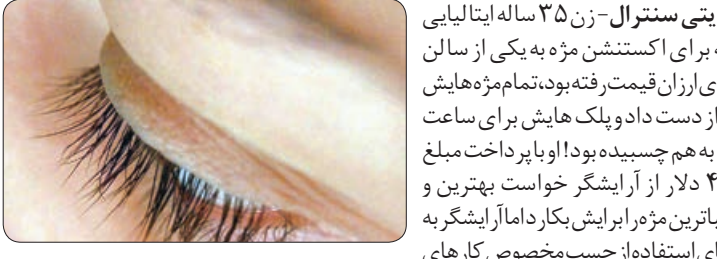 یتی سنترال- زن ۳۵ ساله ایتالیایی
برای اکستنشن مژه به یکی از سالن
ی ارزان قیمت رفته بود، تمام مژه هایش
از دست داد و پلک هایش برای ساعت
به هم چسبیده بود! او با پرداخت مبلغ
۴ دلار از آرایشگر خواست بهترین و
باترین مژه را برایش بکارد اما آرایشگر به
ای استفاده از چسب مخصوص کارهای